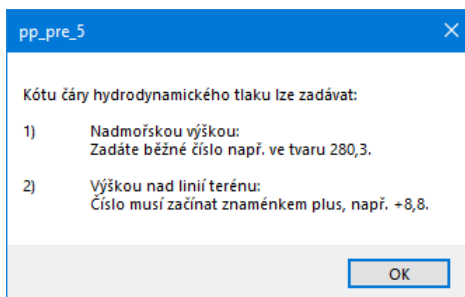 pp_pre_5
Kótu čáry hydrodynamického tlaku lze zadávat:
1) Nadmořskou výškou:
Zadáte běžné číslo např. ve tvaru 280,3.
2) Výškou nad linií terénu:
Číslo musí začínat znaménkem plus, např. +8,8.
OK